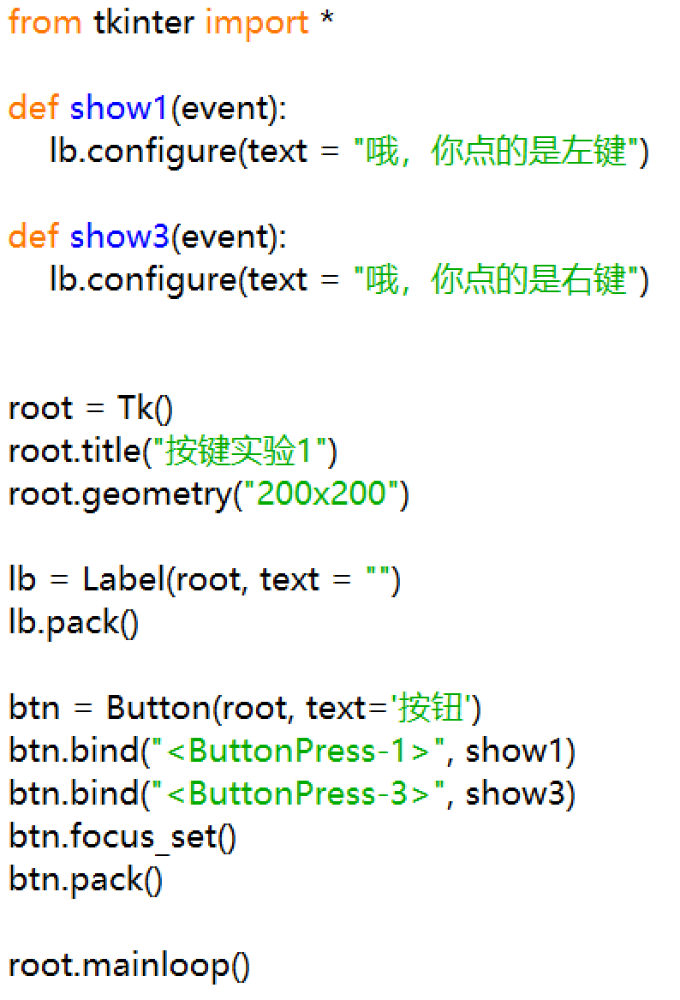 from tkinter import *
def show1(event):
    lb.configure(text = "哦，你点的是左键")
def show3(event):
    lb.configure(text = "哦，你点的是右键")
root = Tk()
root.title("按键实验1")
root.geometry("200x200")
lb = Label(root, text = "")
lb.pack()
btn = Button(root, text='按钮')
btn.bind("<ButtonPress-1>", show1)
btn.bind("<ButtonPress-3>", show3)
btn.focus_set()
btn.pack()
root.mainloop()